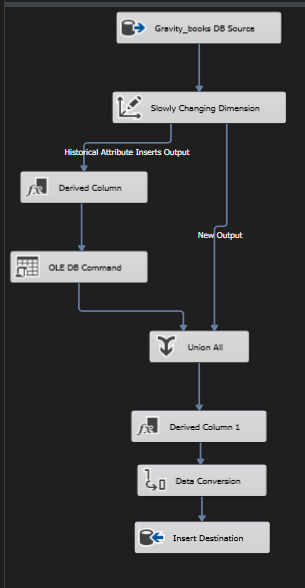 Gravity_books DB Source
Slowly Changing Dimension
Historical Attribute Inserts Output
Derived Column
New Output
OLE DB Command
Union All
Derived Column 1
Data Conversion
Insert Destination